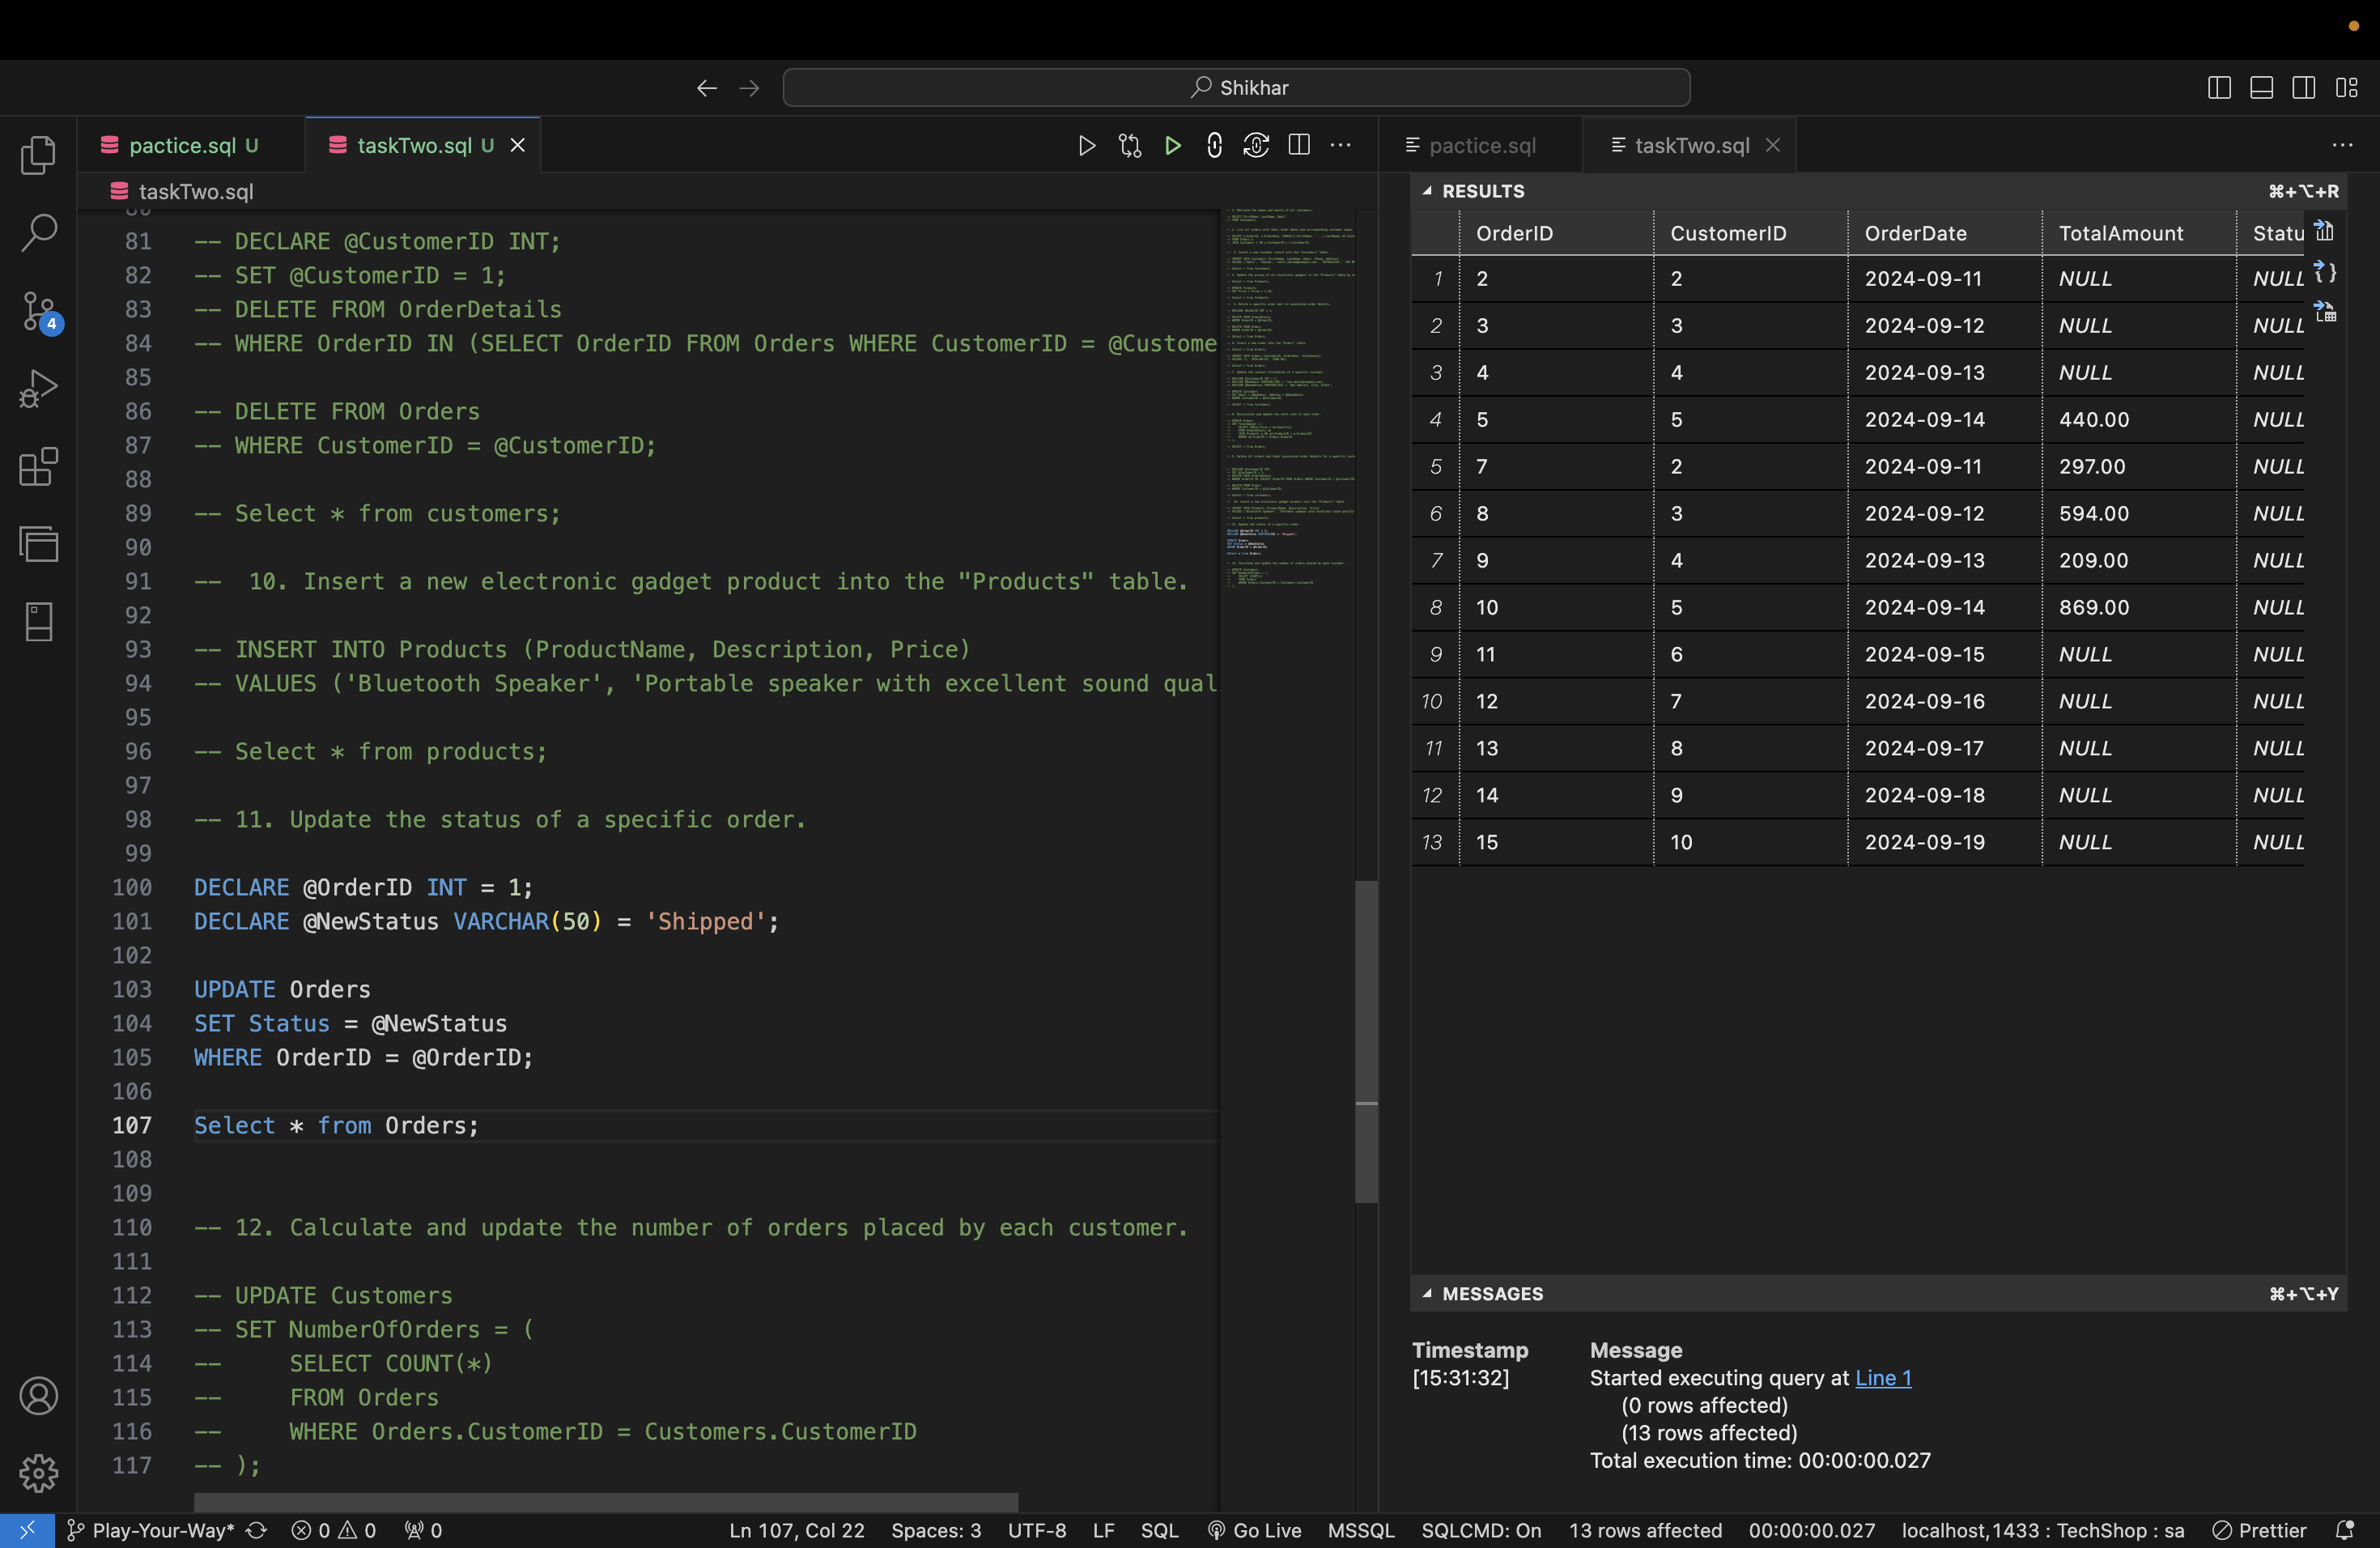 Shikhar
pactice.sql U
taskTwo.sql U
pactice.sql
taskTwo.sql
taskTwo.sql
81 -- DECLARE @CustomerID INT;
82 -- SET @CustomerID = 1;
83 -- DELETE FROM OrderDetails
84 -- WHERE OrderID IN (SELECT OrderID FROM Orders WHERE CustomerID = @Custome
85
86 -- DELETE FROM Orders
87 -- WHERE CustomerID = @CustomerID;
88
89 -- Select * from customers;
90
91 --  10. Insert a new electronic gadget product into the "Products" table.
92
93 -- INSERT INTO Products (ProductName, Description, Price)
94 -- VALUES ('Bluetooth Speaker', 'Portable speaker with excellent sound qual
95
96 -- Select * from products;
97
98 -- 11. Update the status of a specific order.
99
100 DECLARE @OrderID INT = 1;
101 DECLARE @NewStatus VARCHAR(50) = 'Shipped';
102
103 UPDATE Orders
104 SET Status = @NewStatus
105 WHERE OrderID = @OrderID;
106
107 Select * from Orders;
108
109
110 -- 12. Calculate and update the number of orders placed by each customer.
111
112 -- UPDATE Customers
113 -- SET NumberOfOrders = (
114 --     SELECT COUNT(*)
115 --     FROM Orders
116 --     WHERE Orders.CustomerID = Customers.CustomerID
117 -- );
RESULTS ⌘+⌥+R
OrderID CustomerID OrderDate TotalAmount Statu
1 2 2 2024-09-11 NULL NULL
2 3 3 2024-09-12 NULL NULL
3 4 4 2024-09-13 NULL NULL
4 5 5 2024-09-14 440.00 NULL
5 7 2 2024-09-11 297.00 NULL
6 8 3 2024-09-12 594.00 NULL
7 9 4 2024-09-13 209.00 NULL
8 10 5 2024-09-14 869.00 NULL
9 11 6 2024-09-15 NULL NULL
10 12 7 2024-09-16 NULL NULL
11 13 8 2024-09-17 NULL NULL
12 14 9 2024-09-18 NULL NULL
13 15 10 2024-09-19 NULL NULL
MESSAGES ⌘+⌥+Y
Timestamp Message
[15:31:32] Started executing query at Line 1
(0 rows affected)
(13 rows affected)
Total execution time: 00:00:00.027
4
Play-Your-Way* 0 0 0 Ln 107, Col 22 Spaces: 3 UTF-8 LF SQL Go Live MSSQL SQLCMD: On 13 rows affected 00:00:00.027 localhost,1433 : TechShop : sa Prettier